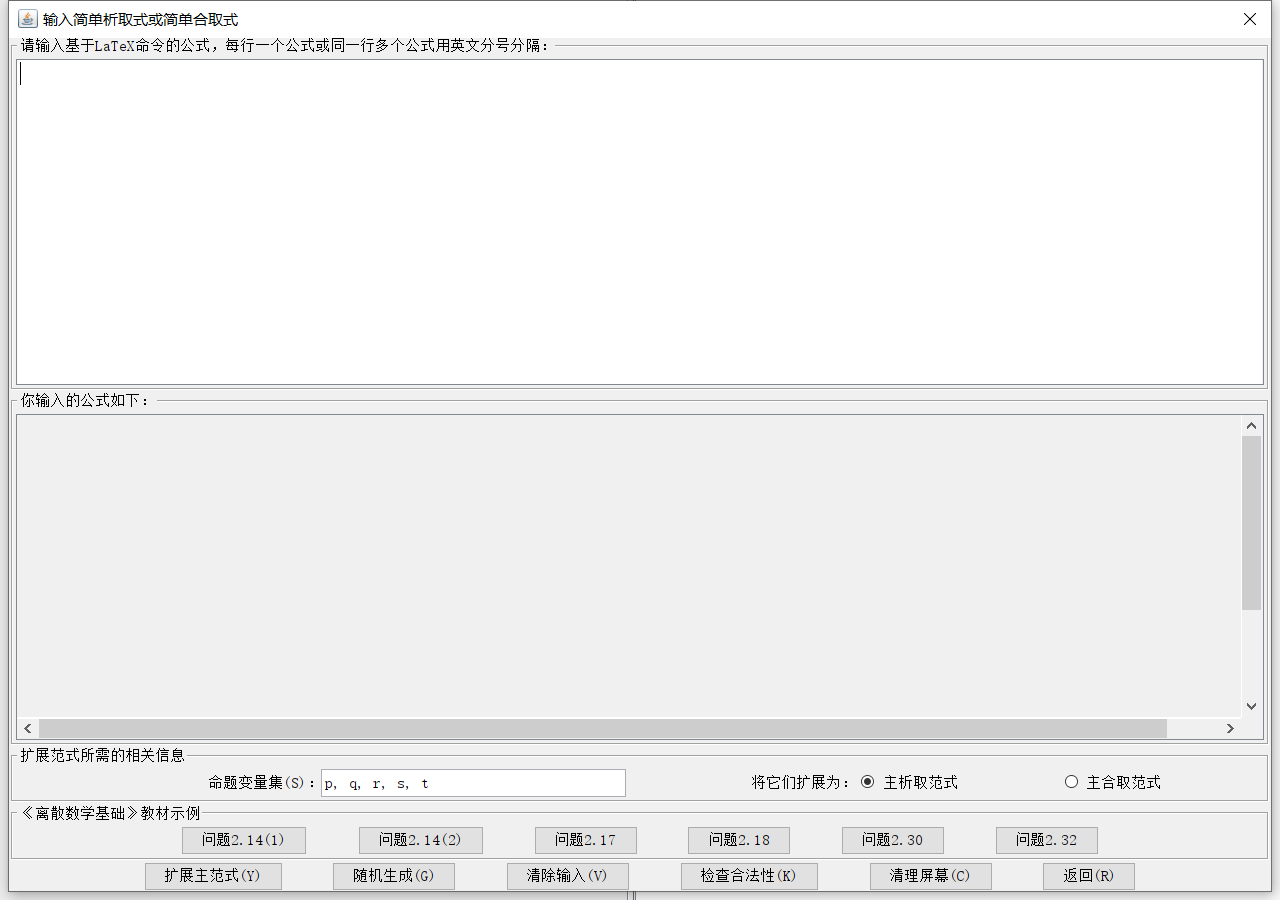 输入简单析取式或简单合取式
请输入基于LaTeX命令的公式，每行一个公式或同一行多个公式用英文分号分隔：
你输入的公式如下：
扩展范式所需的相关信息
命题变量集(S)： p, q, r, s, t 将它们扩展为： 主析取范式 主合取范式
《离散数学基础》教材示例
问题2.14(1) 问题2.14(2) 问题2.17 问题2.18 问题2.30 问题2.32
扩展主范式(Y) 随机生成(G) 清除输入(V) 检查合法性(K) 清理屏幕(C) 返回(R)